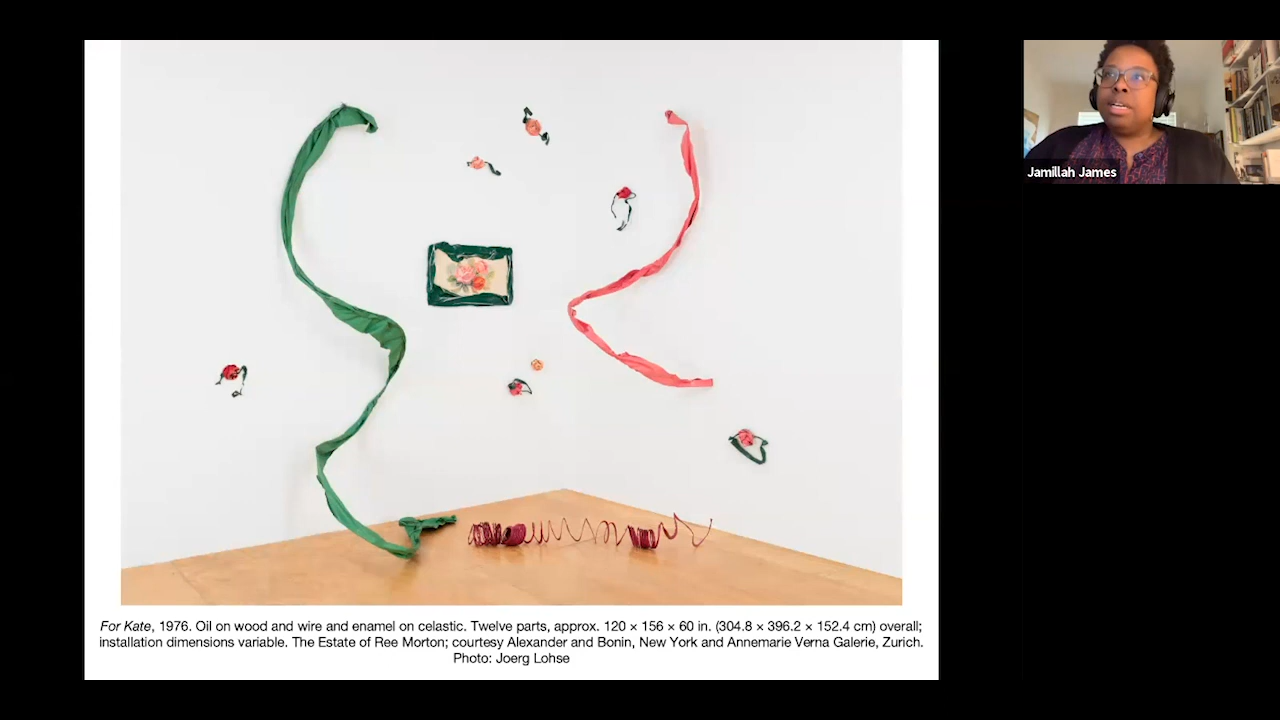 Jamillah James
For Kate, 1976. Oil on wood and wire and enamel on celastic. Twelve parts, approx. 120 × 156 × 60 in. (304.8 × 396.2 × 152.4 cm) overall;
installation dimensions variable. The Estate of Ree Morton; courtesy Alexander and Bonin, New York and Annemarie Verna Galerie, Zurich.
Photo: Joerg Lohse